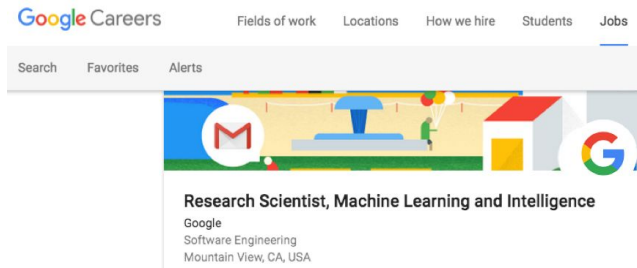 Google Careers Fields of work Locations How we hire Students Jobs
Search Favorites Alerts
Research Scientist, Machine Learning and Intelligence
Google
Software Engineering
Mountain View, CA, USA